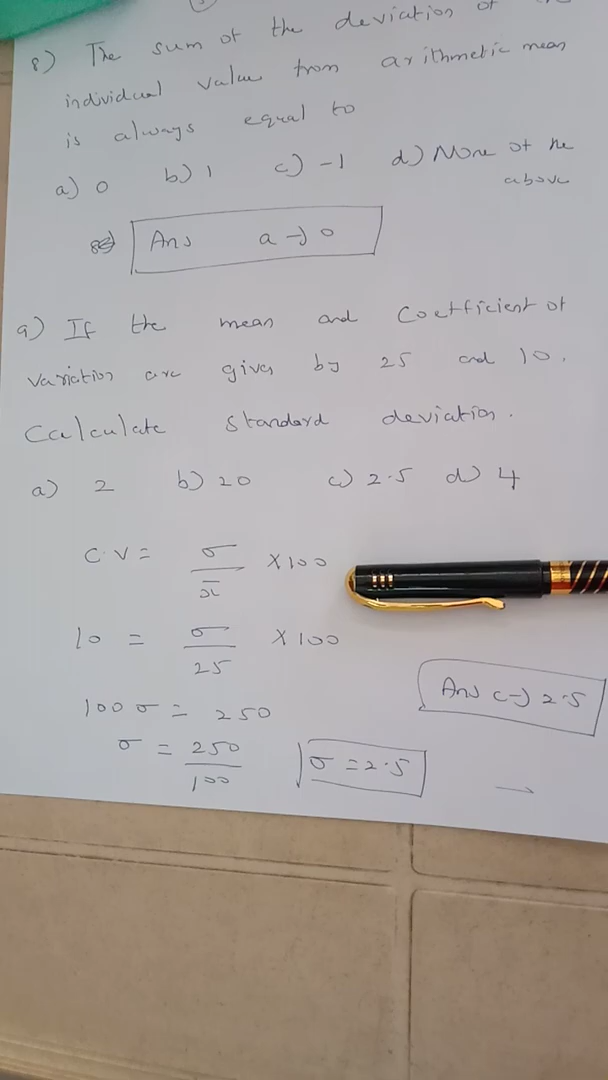 8) The sum of the deviation of
individual value from arithmetic mean
is always equal to
a) 0 b) 1 c) -1 d) None of the
above
Ans a → 0
9) If the mean and Coefficient of
Variation are given by 25 and 10.
Calculate Standard deviation.
a) 2 b) 20 c) 2.5 d) 4
C.V = σ/x̄ × 100
10 = σ/25 × 100
100 σ = 250
σ = 250/100 σ = 2.5
Ans c → 2.5
→